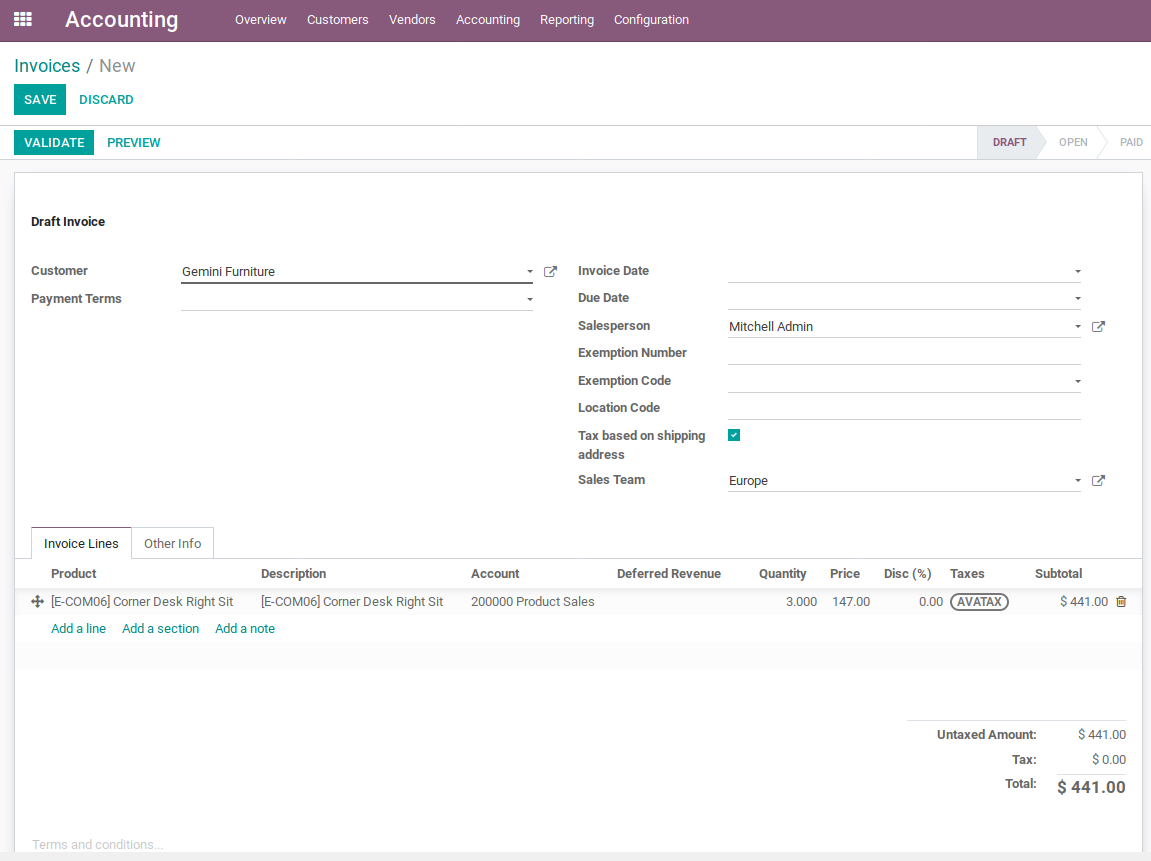 Accounting Overview Customers Vendors Accounting Reporting Configuration
Invoices / New
SAVE DISCARD
VALIDATE PREVIEW DRAFT OPEN PAID
Draft Invoice
Customer Gemini Furniture Invoice Date
Payment Terms Due Date
Salesperson Mitchell Admin
Exemption Number
Exemption Code
Location Code
Tax based on shipping
address
Sales Team Europe
Invoice Lines Other Info
Product Description Account Deferred Revenue Quantity Price Disc (%) Taxes Subtotal
[E-COM06] Corner Desk Right Sit [E-COM06] Corner Desk Right Sit 200000 Product Sales 3.000 147.00 0.00 AVATAX $ 441.00
Add a line Add a section Add a note
Untaxed Amount: $ 441.00
Tax: $ 0.00
Total: $ 441.00
Terms and conditions...